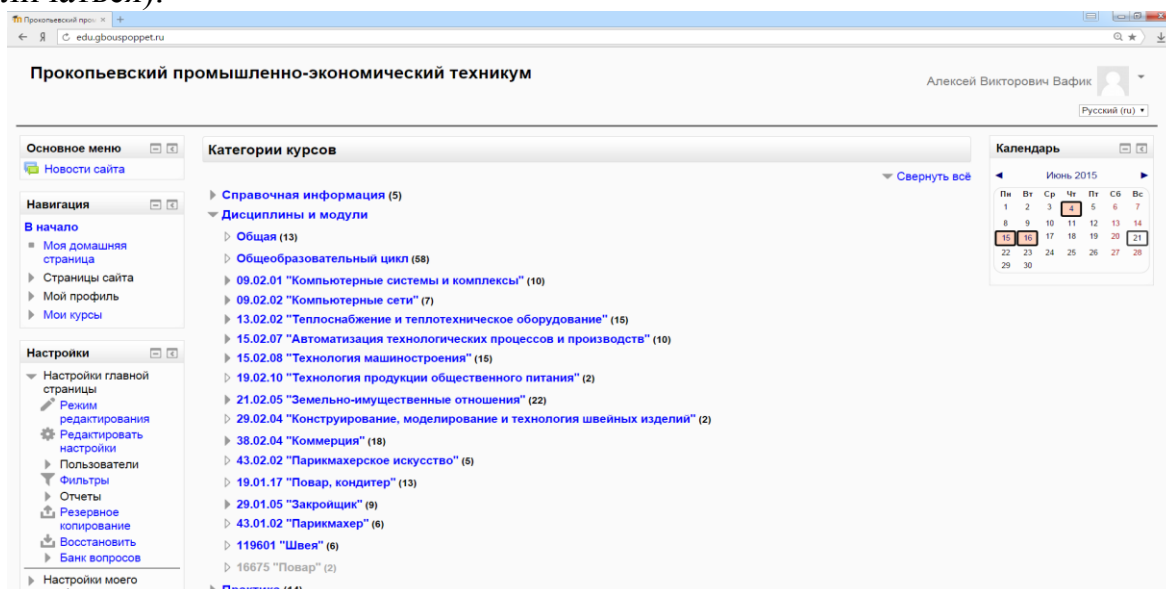 личаться).
Прокопьевский пров
edu.gbouspoppet.ru
Прокопьевский промышленно-экономический техникум
Алексей Викторович Вафик
Русский (ru)
Основное меню
Новости сайта
Навигация
В начало
Моя домашняя
страница
Страницы сайта
Мой профиль
Мои курсы
Настройки
Настройки главной
страницы
Режим
редактирования
Редактировать
настройки
Пользователи
Фильтры
Отчеты
Резервное
копирование
Восстановить
Банк вопросов
Настройки моего
Категории курсов
Свернуть всё
Справочная информация (5)
Дисциплины и модули
Общая (13)
Общеобразовательный цикл (58)
09.02.01 "Компьютерные системы и комплексы" (10)
09.02.02 "Компьютерные сети" (7)
13.02.02 "Теплоснабжение и теплотехническое оборудование" (15)
15.02.07 "Автоматизация технологических процессов и производств" (10)
15.02.08 "Технология машиностроения" (15)
19.02.10 "Технология продукции общественного питания" (2)
21.02.05 "Земельно-имущественные отношения" (22)
29.02.04 "Конструирование, моделирование и технология швейных изделий" (2)
38.02.04 "Коммерция" (18)
43.02.02 "Парикмахерское искусство" (5)
19.01.17 "Повар, кондитер" (13)
29.01.05 "Закройщик" (9)
43.01.02 "Парикмахер" (6)
119601 "Швея" (6)
16675 "Повар" (2)
Календарь
Июнь 2015
Пн Вт Ср Чт Пт Сб Вс
1 2 3 4 5 6 7
8 9 10 11 12 13 14
15 16 17 18 19 20 21
22 23 24 25 26 27 28
29 30